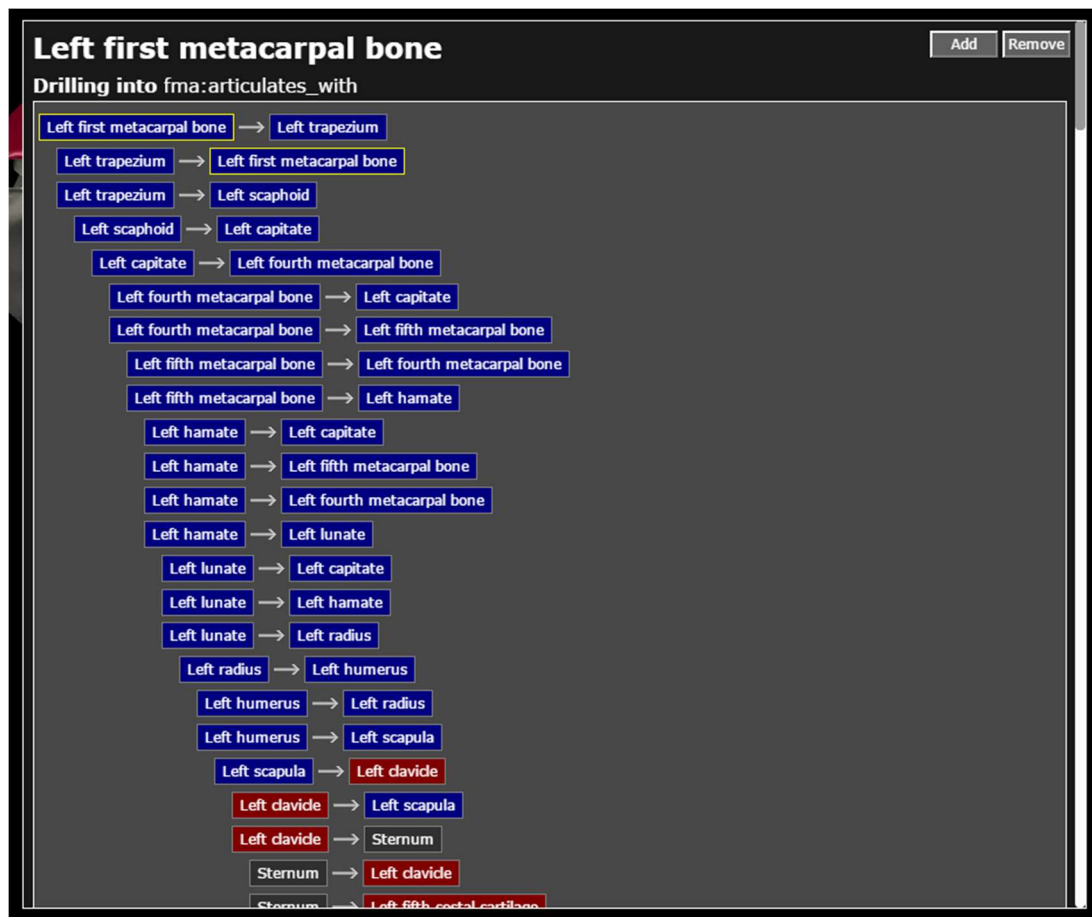 Left first metacarpal bone Add Remove
Drilling into fma:articulates_with
Left first metacarpal bone → Left trapezium
Left trapezium → Left first metacarpal bone
Left trapezium → Left scaphoid
Left scaphoid → Left capitate
Left capitate → Left fourth metacarpal bone
Left fourth metacarpal bone → Left capitate
Left fourth metacarpal bone → Left fifth metacarpal bone
Left fifth metacarpal bone → Left fourth metacarpal bone
Left fifth metacarpal bone → Left hamate
Left hamate → Left capitate
Left hamate → Left fifth metacarpal bone
Left hamate → Left fourth metacarpal bone
Left hamate → Left lunate
Left lunate → Left capitate
Left lunate → Left hamate
Left lunate → Left radius
Left radius → Left humerus
Left humerus → Left radius
Left humerus → Left scapula
Left scapula → Left clavicle
Left clavicle → Left scapula
Left clavicle → Sternum
Sternum → Left clavicle
Sternum → Left fifth costal cartilage